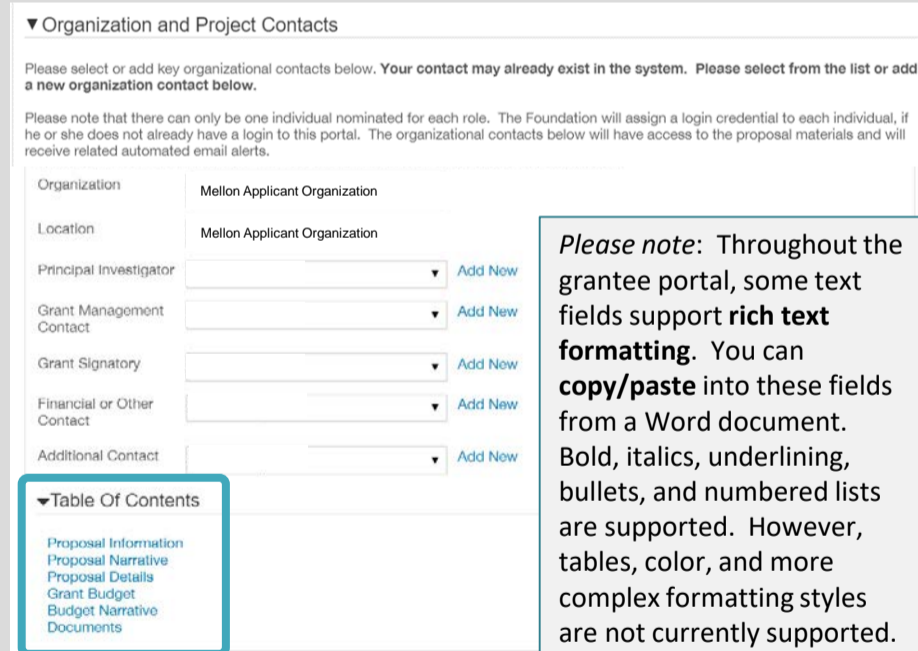 ▼Organization and Project Contacts
Please select or add key organizational contacts below. Your contact may already exist in the system. Please select from the list or add
a new organization contact below.
Please note that there can only be one individual nominated for each role. The Foundation will assign a login credential to each individual, if
he or she does not already have a login to this portal. The organizational contacts below will have access to the proposal materials and will
receive related automated email alerts.
Organization Mellon Applicant Organization
Location Mellon Applicant Organization
Principal Investigator ▼ Add New
Grant Management
Contact ▼ Add New
Grant Signatory ▼ Add New
Financial or Other
Contact ▼ Add New
Additional Contact ▼ Add New
▼Table Of Contents
Proposal Information
Proposal Narrative
Proposal Details
Grant Budget
Budget Narrative
Documents
Please note: Throughout the
grantee portal, some text
fields support rich text
formatting. You can
copy/paste into these fields
from a Word document.
Bold, italics, underlining,
bullets, and numbered lists
are supported. However,
tables, color, and more
complex formatting styles
are not currently supported.